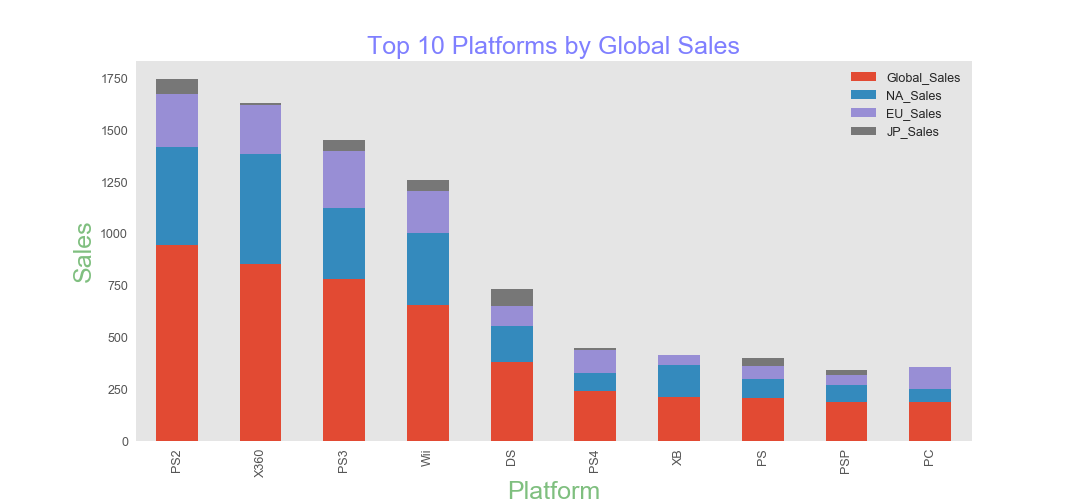 Top 10 Platforms by Global Sales
Global_Sales
NA_Sales
EU_Sales
JP_Sales
Sales
1750
1500
1250
1000
750
500
250
0
PS2
X360
PS3
Wii
DS
PS4
XB
PS
PSP
PC
Platform